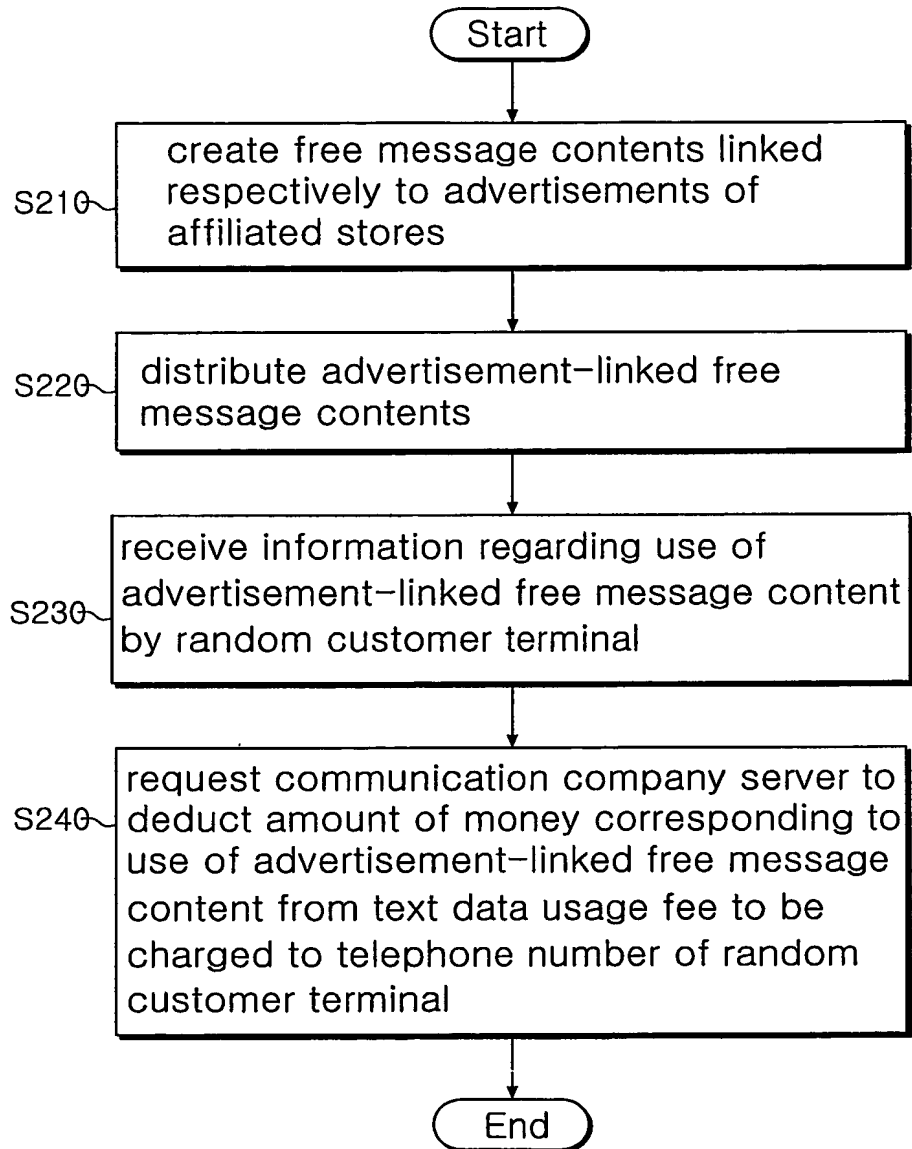 Start
create free message contents linked
respectively to advertisements of
affiliated stores
S210
distribute advertisement-linked free
message contents
S220
receive information regarding use of
advertisement-linked free message content
by random customer terminal
S230
request communication company server to
deduct amount of money corresponding to
use of advertisement-linked free message
content from text data usage fee to be
charged to telephone number of random
customer terminal
S240
End